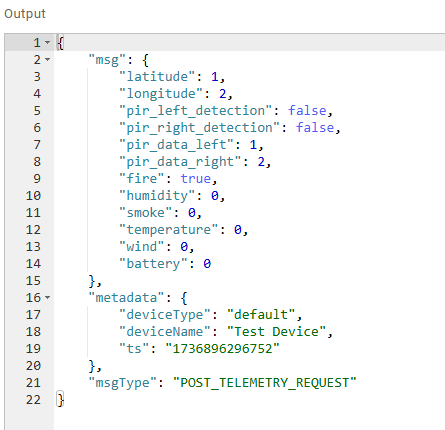 Output
1 {
2 "msg": {
3 "latitude": 1,
4 "longitude": 2,
5 "pir_left_detection": false,
6 "pir_right_detection": false,
7 "pir_data_left": 1,
8 "pir_data_right": 2,
9 "fire": true,
10 "humidity": 0,
11 "smoke": 0,
12 "temperature": 0,
13 "wind": 0,
14 "battery": 0
15 },
16 "metadata": {
17 "deviceType": "default",
18 "deviceName": "Test Device",
19 "ts": "1736896296752"
20 },
21 "msgType": "POST_TELEMETRY_REQUEST"
22 }